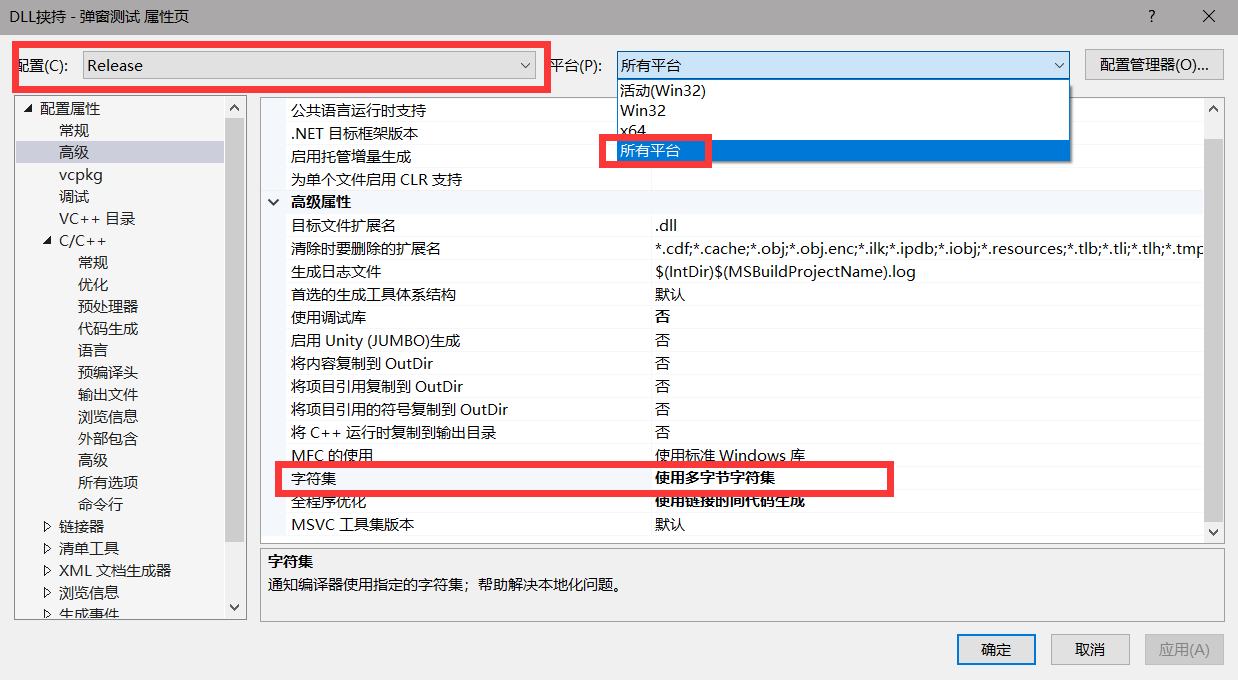 DLL挟持 - 弹窗测试 属性页
配置(C): Release 平台(P): 所有平台 配置管理器(O)...
活动(Win32)
Win32
x64
所有平台
配置属性
常规
高级
vcpkg
调试
VC++ 目录
C/C++
常规
优化
预处理器
代码生成
语言
预编译头
输出文件
浏览信息
外部包含
高级
所有选项
命令行
链接器
清单工具
XML 文档生成器
浏览信息
生成事件
公共语言运行时支持
.NET 目标框架版本
启用托管增量生成
为单个文件启用 CLR 支持
高级属性
目标文件扩展名 .dll
清除时要删除的扩展名 *.cdf;*.cache;*.obj;*.obj.enc;*.ilk;*.ipdb;*.iobj;*.resources;*.tlb;*.tli;*.tlh;*.tmp
生成日志文件 $(IntDir)$(MSBuildProjectName).log
首选的生成工具体系结构 默认
使用调试库 否
启用 Unity (JUMBO)生成 否
将内容复制到 OutDir 否
将项目引用复制到 OutDir 否
将项目引用的符号复制到 OutDir 否
将 C++ 运行时复制到输出目录 否
MFC 的使用 使用标准 Windows 库
字符集 使用多字节字符集
全程序优化 使用链接时间代码生成
MSVC 工具集版本 默认
字符集
通知编译器使用指定的字符集；帮助解决本地化问题。
确定 取消 应用(A)